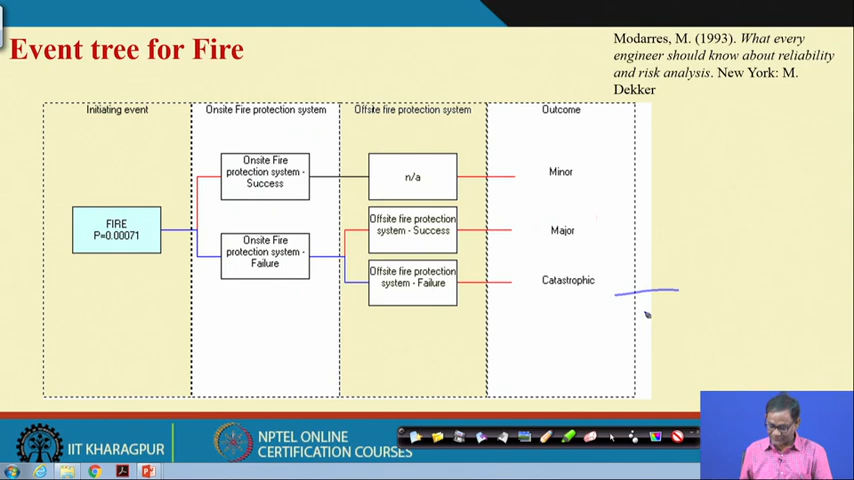 Event tree for Fire
Modarres, M. (1993). What every
engineer should know about reliability
and risk analysis. New York: M.
Dekker
Initiating event
Onsite Fire protection system
Offsite fire protection system
Outcome
Onsite Fire
protection system -
Success
n/a
Minor
FIRE
P=0.00071
Onsite Fire
protection system -
Failure
Offsite fire protection
system - Success
Major
Offsite fire protection
system - Failure
Catastrophic
IIT KHARAGPUR
NPTEL ONLINE
CERTIFICATION COURSES